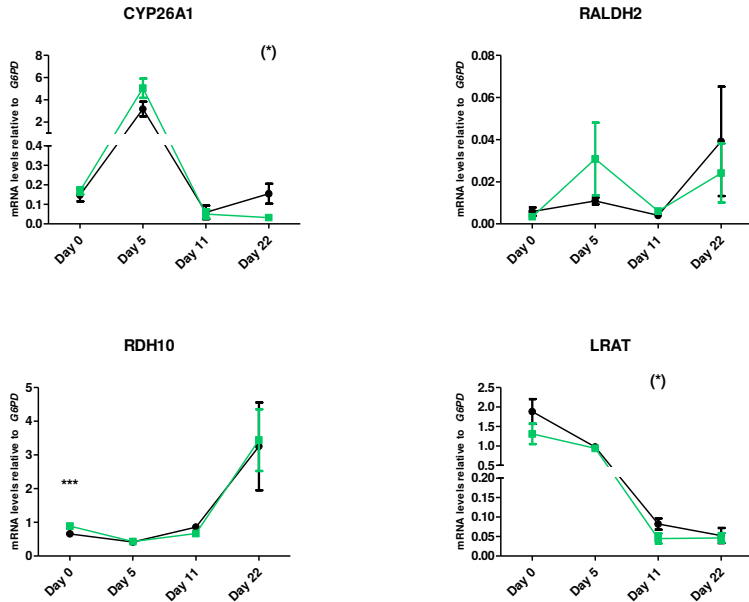 CYP26A1
(*)
mRNA levels relative to G6PD
8
6
4
2
0.4
0.3
0.2
0.1
0.0
Day 0
Day 5
Day 11
Day 22
RALDH2
mRNA levels relative to G6PD
0.08
0.06
0.04
0.02
0.00
Day 0
Day 5
Day 11
Day 22
RDH10
***
mRNA levels relative to G6PD
5
4
3
2
1
0
Day 0
Day 5
Day 11
Day 22
LRAT
(*)
mRNA levels relative to G6PD
2.5
2.0
1.5
1.0
0.5
0.20
0.15
0.10
0.05
0.00
Day 0
Day 5
Day 11
Day 22